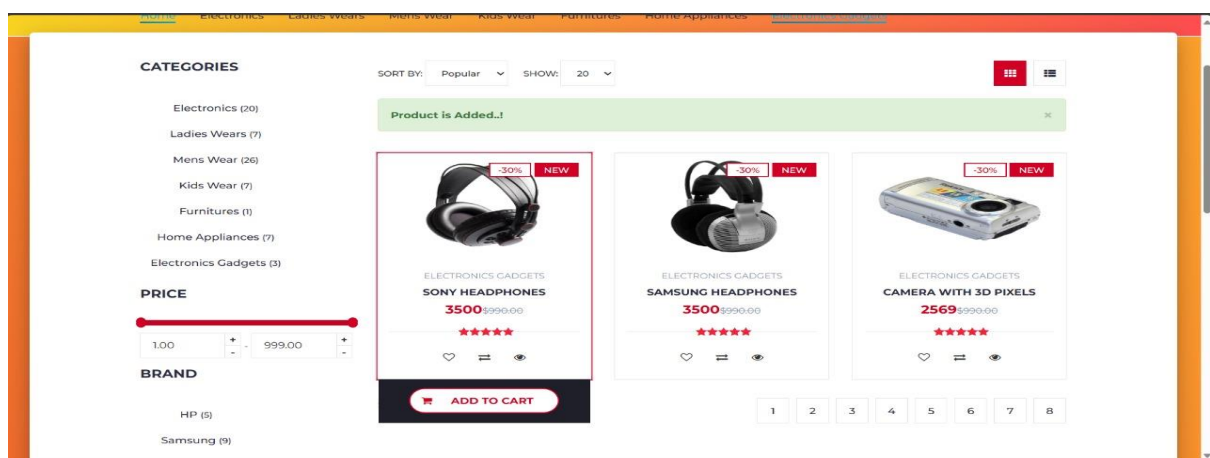 Home Electronics Ladies Wears Mens Wear Kids Wear Furnitures Home Appliances Electronics Gadgets
CATEGORIES
Electronics (20)
Ladies Wears (7)
Mens Wear (26)
Kids Wear (7)
Furnitures (1)
Home Appliances (7)
Electronics Gadgets (3)
PRICE
1.00 + - - 999.00 + -
BRAND
HP (5)
Samsung (9)
SORT BY: Popular SHOW: 20
Product is Added..! ×
-30% NEW
ELECTRONICS GADGETS
SONY HEADPHONES
3500 $990.00
ADD TO CART
-30% NEW
ELECTRONICS GADGETS
SAMSUNG HEADPHONES
3500 $990.00
-30% NEW
ELECTRONICS GADGETS
CAMERA WITH 3D PIXELS
2569 $990.00
1 2 3 4 5 6 7 8